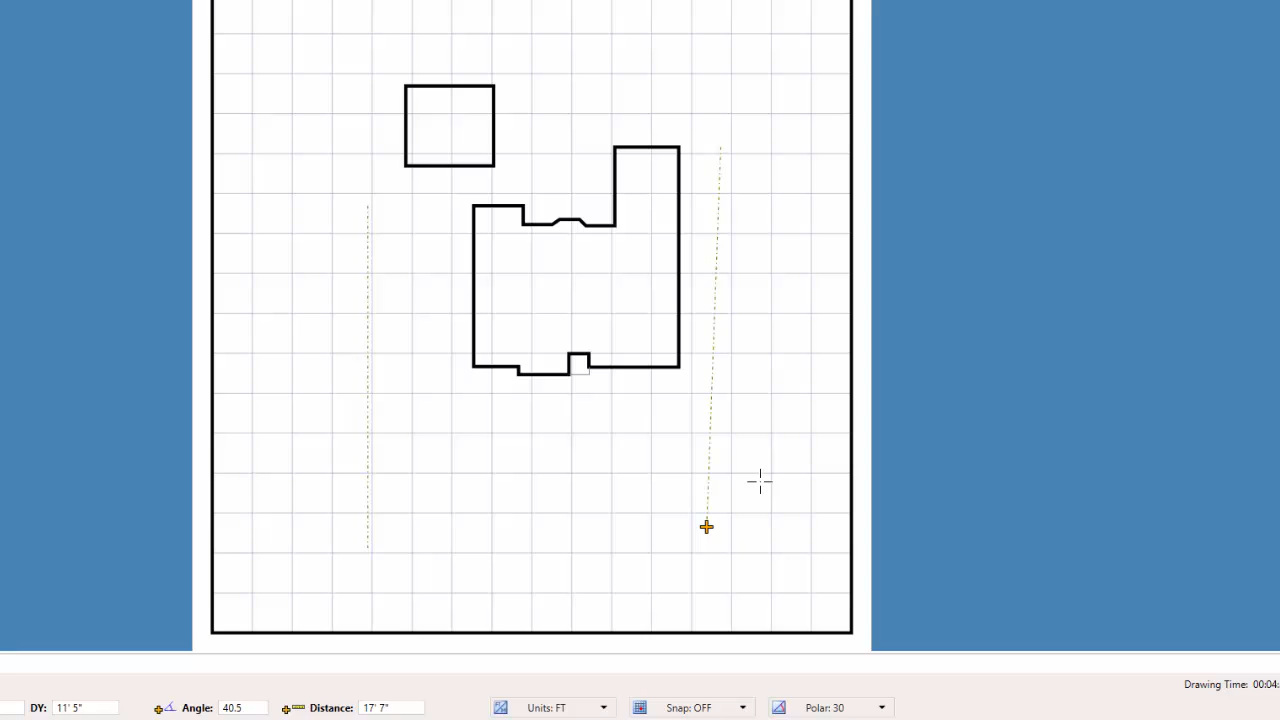 Drawing Time: 00:04:
DY: 11' 5" Angle: 40.5 Distance: 17' 7" Units: FT Snap: OFF Polar: 30